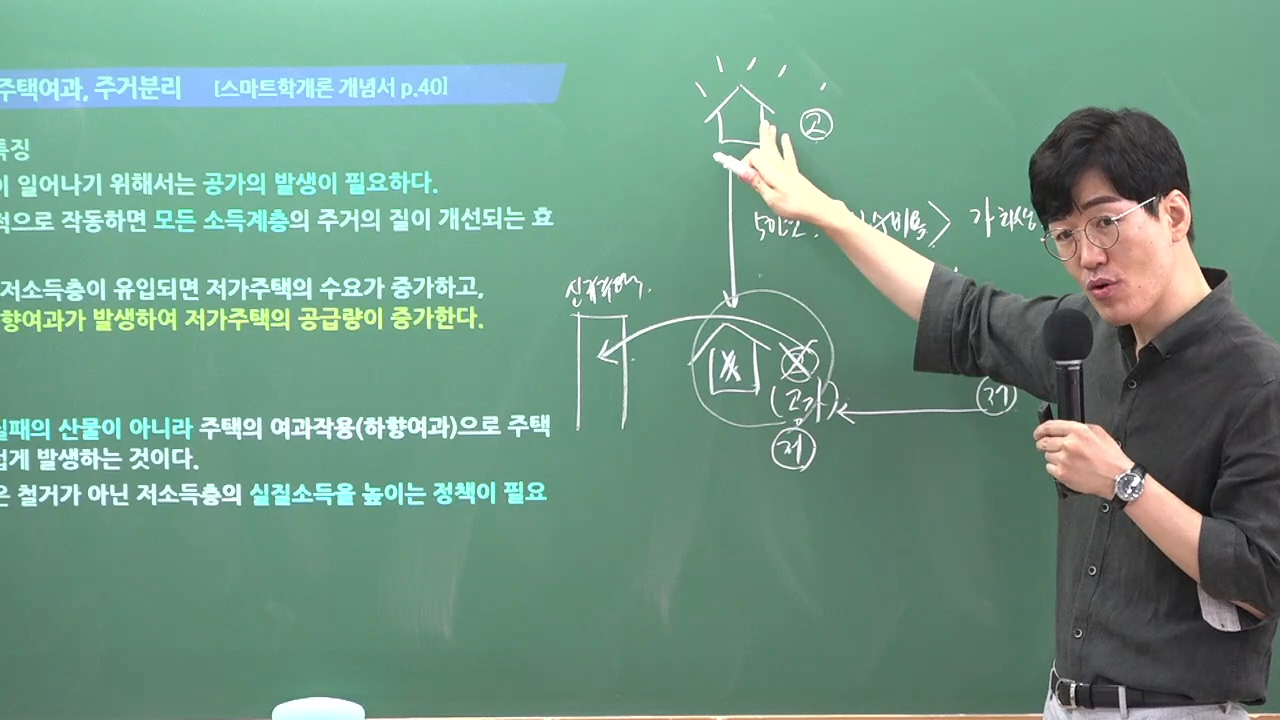 주택여과, 주거분리 [스마트학개론 개념서 p.40]
특징
이 일어나기 위해서는 공가의 발생이 필요하다.
적으로 작동하면 모든 소득계층의 주거의 질이 개선되는 효
저소득층이 유입되면 저가주택의 수요가 증가하고,
향여과가 발생하여 저가주택의 공급량이 증가한다.
실패의 산물이 아니라 주택의 여과작용(하향여과)으로 주택
게 발생하는 것이다.
은 철거가 아닌 저소득층의 실질소득을 높이는 정책이 필요
고
수비용 > 가치상
(공가)
저
저